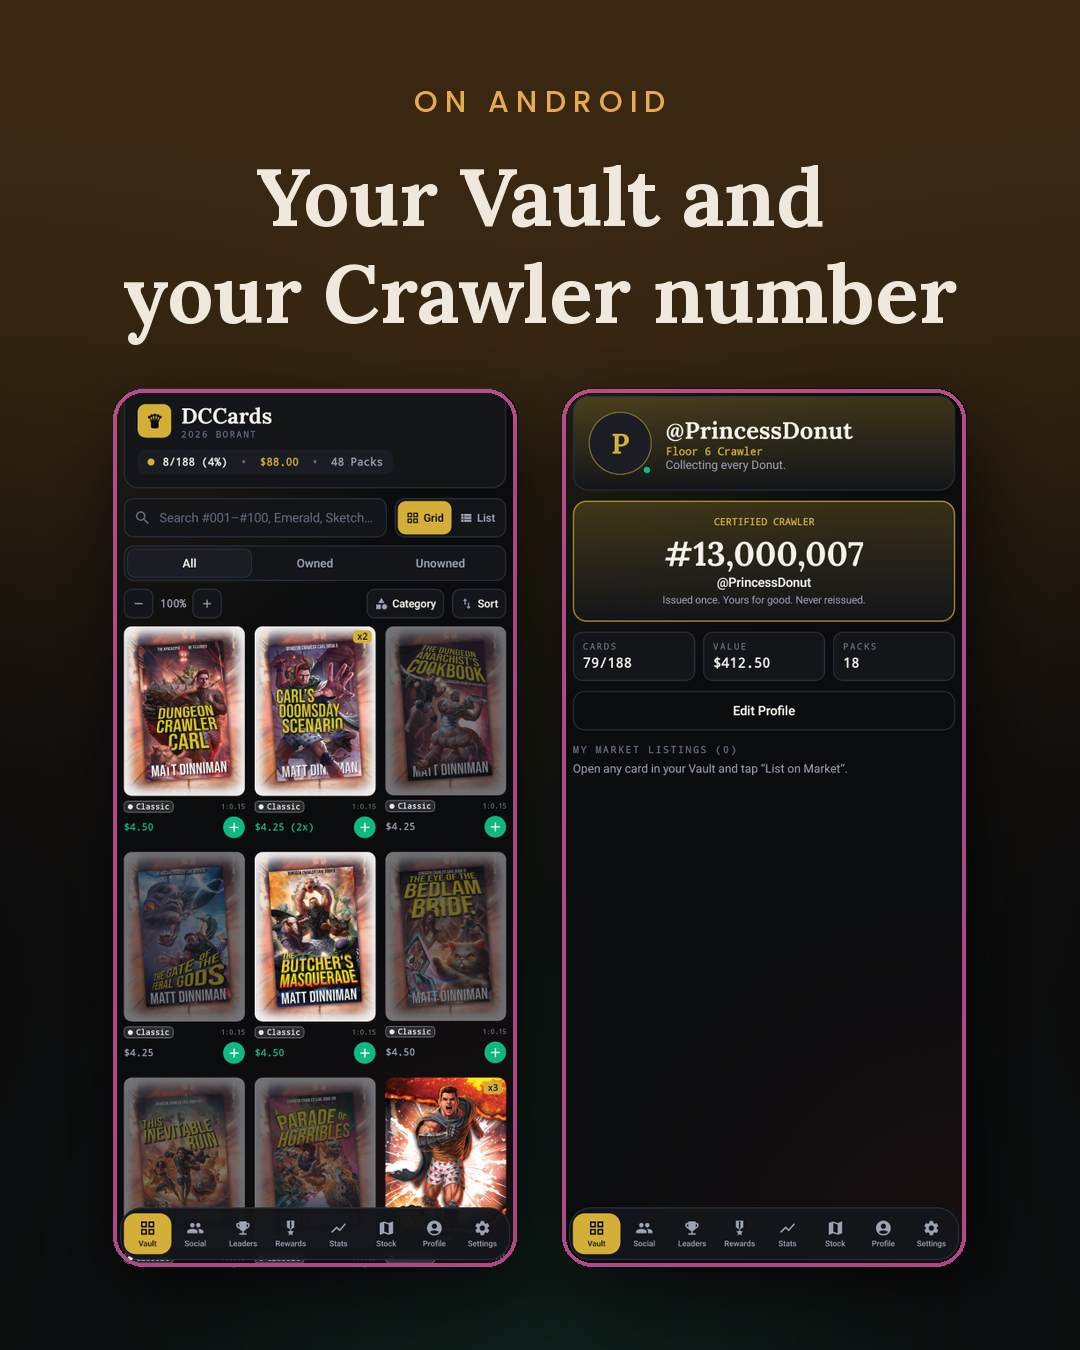 ON ANDROID
Your Vault and
your Crawler number
DCCards
2026 BORANT
8/188 (4%) • $88.00 • 48 Packs
Search #001–#100, Emerald, Sketch...
Grid
List
All
Owned
Unowned
− 100% +
Category
Sort
x2
DUNGEON CRAWLER CARL
MATT DINNIMAN
CARL'S DOOMSDAY SCENARIO
MATT DINNIMAN
THE DUNGEON ANARCHIST'S COOKBOOK
MATT DINNIMAN
Classic 1:0.15
Classic 1:0.15
Classic 1:0.15
$4.50 +
$4.25 (2x) +
$4.25 +
THE GATE OF THE FERAL GODS
MATT DINNIMAN
THE BUTCHER'S MASQUERADE
MATT DINNIMAN
THE EYE OF THE BEDLAM BRIDE
MATT DINNIMAN
Classic 1:0.15
Classic 1:0.15
Classic 1:0.15
$4.25 +
$4.50 +
$4.50 +
THIS INEVITABLE RUIN
PARADE OF HORRIBLES
x3
Vault
Social
Leaders
Rewards
Stats
Stock
Profile
Settings
P
@PrincessDonut
Floor 6 Crawler
Collecting every Donut.
CERTIFIED CRAWLER
#13,000,007
@PrincessDonut
Issued once. Yours for good. Never reissued.
CARDS
79/188
VALUE
$412.50
PACKS
18
Edit Profile
MY MARKET LISTINGS (0)
Open any card in your Vault and tap “List on Market”.
Vault
Social
Leaders
Rewards
Stats
Stock
Profile
Settings